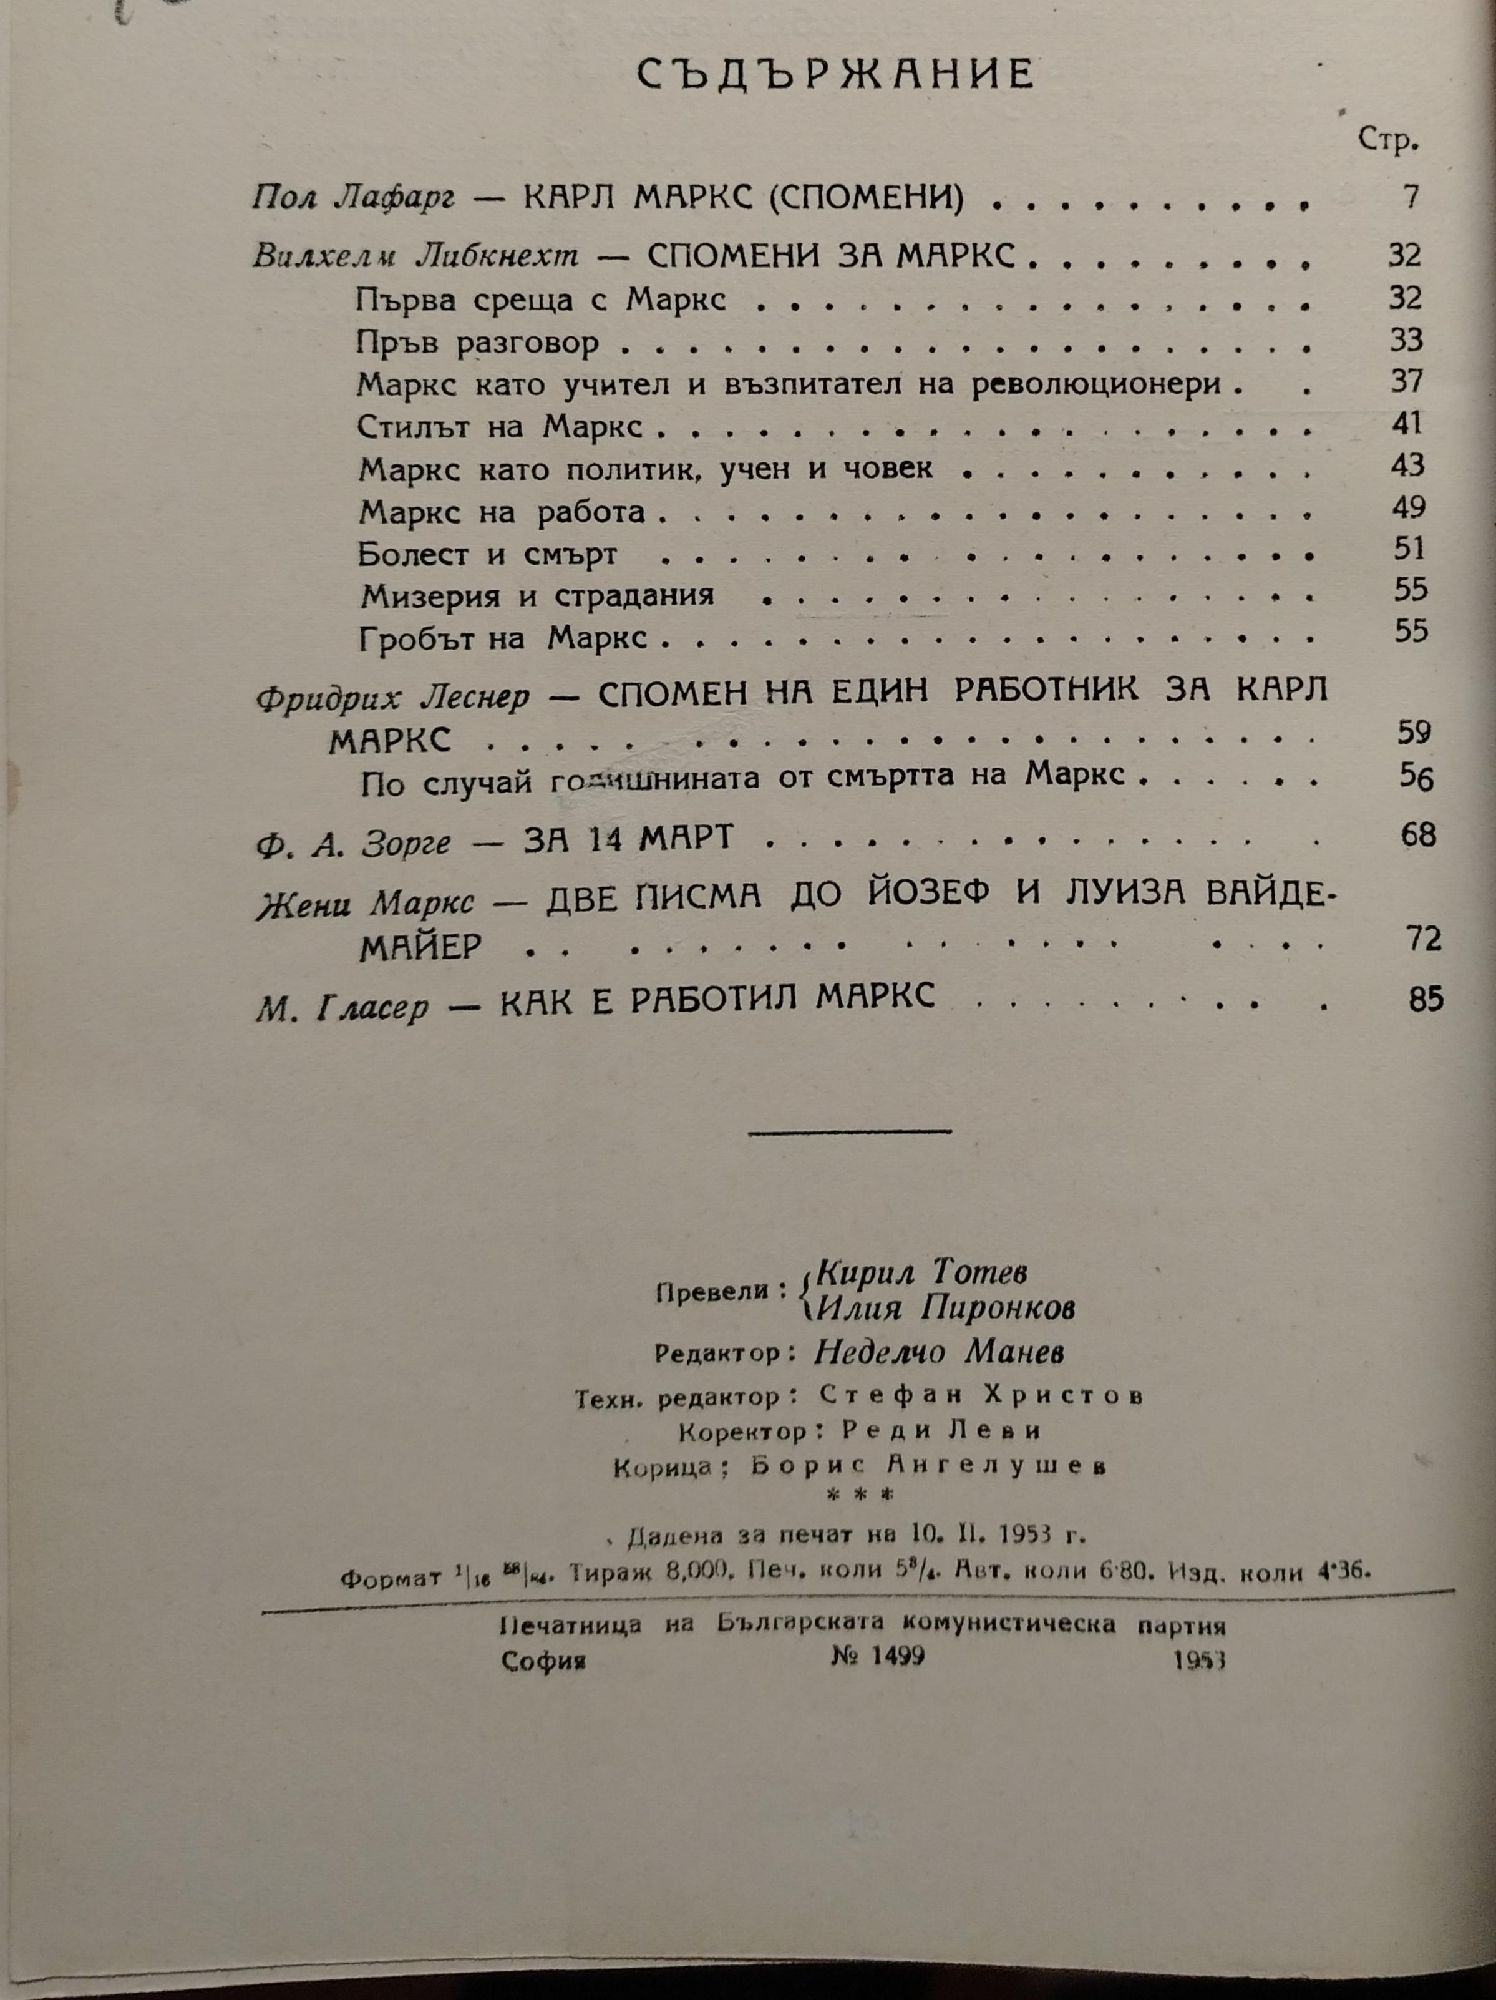 СЪДЪРЖАНИЕ
Стр.
Пол Лафарг — КАРЛ МАРКС (СПОМЕНИ) . . . . . . . . . . 7
Вилхелм Либкнехт — СПОМЕНИ ЗА МАРКС . . . . . . . . . 32
Първа среща с Маркс . . . . . . . . . . . . . . . . . 32
Пръв разговор . . . . . . . . . . . . . . . . . . . . . 33
Маркс като учител и възпитател на революционери . . 37
Стилът на Маркс . . . . . . . . . . . . . . . . . . . . 41
Маркс като политик, учен и човек . . . . . . . . . . . 43
Маркс на работа . . . . . . . . . . . . . . . . . . . . 49
Болест и смърт . . . . . . . . . . . . . . . . . . . 51
Мизерия и страдания . . . . . . . . . . . . . . . . . 55
Гробът на Маркс . . . . . . . . . . . . . . . . . . . . 55
Фридрих Леснер — СПОМЕН НА ЕДИН РАБОТНИК ЗА КАРЛ
МАРКС . . . . . . . . . . . . . . . . . . . . . . . . 59
По случай годишнината от смъртта на Маркс . . . . . . 56
Ф. А. Зорге — ЗА 14 МАРТ . . . . . . . . . . . . . . . . 68
Жени Маркс — ДВЕ ПИСМА ДО ЙОЗЕФ И ЛУИЗА ВАЙДЕ-
МАЙЕР . . . . . . . . . . . . . . . . . . . . 72
М. Гласер — КАК Е РАБОТИЛ МАРКС . . . . . . . . . . 85
Превели: { Кирил Тотев
Илия Пиронков
Редактор: Неделчо Манев
Техн. редактор: Стефан Христов
Коректор: Реди Леви
Корица; Борис Ангелушев
* * *
Дадена за печат на 10. II. 1953 г.
Формат 1/16 Тираж 8,000. Печ. коли 5 Авт. коли 6·80. Изд. коли 4·36.
Печатница на Българската комунистическа партия
София № 1499 1953